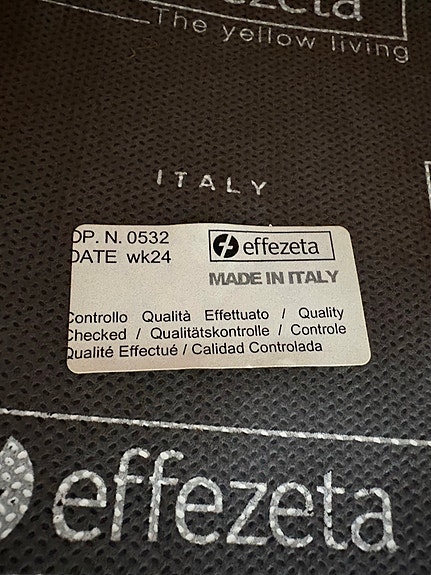 effezeta
The yellow living
ITALY
OP. N. 0532
DATE wk24
effezeta
MADE IN ITALY
Controllo Qualità Effettuato / Quality
Checked / Qualitätskontrolle / Controle
Qualité Effectué / Calidad Controlada
effezeta